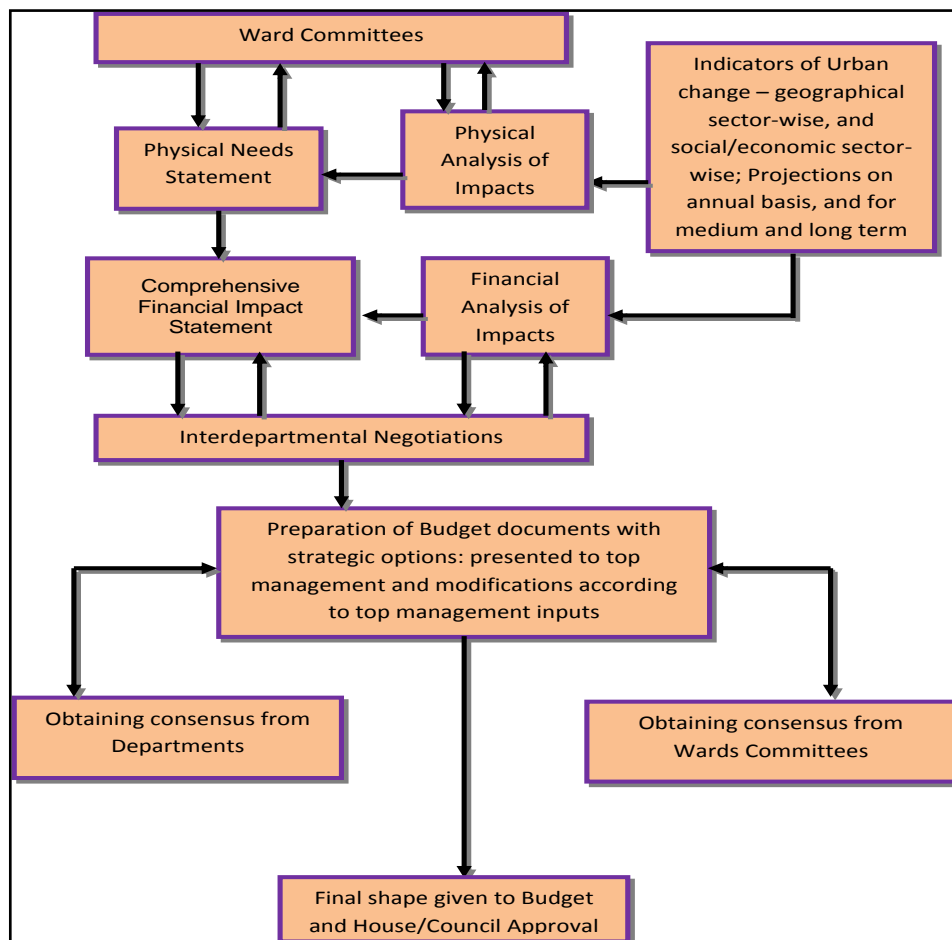 Ward Committees
Indicators of Urban
change – geographical
sector-wise, and
social/economic sector-
wise; Projections on
annual basis, and for
medium and long term
Physical
Analysis of
Impacts
Physical Needs
Statement
Comprehensive
Financial Impact
Statement
Financial
Analysis of
Impacts
Interdepartmental Negotiations
Preparation of Budget documents with
strategic options: presented to top
management and modifications according
to top management inputs
Obtaining consensus from
Departments
Obtaining consensus from
Wards Committees
Final shape given to Budget
and House/Council Approval